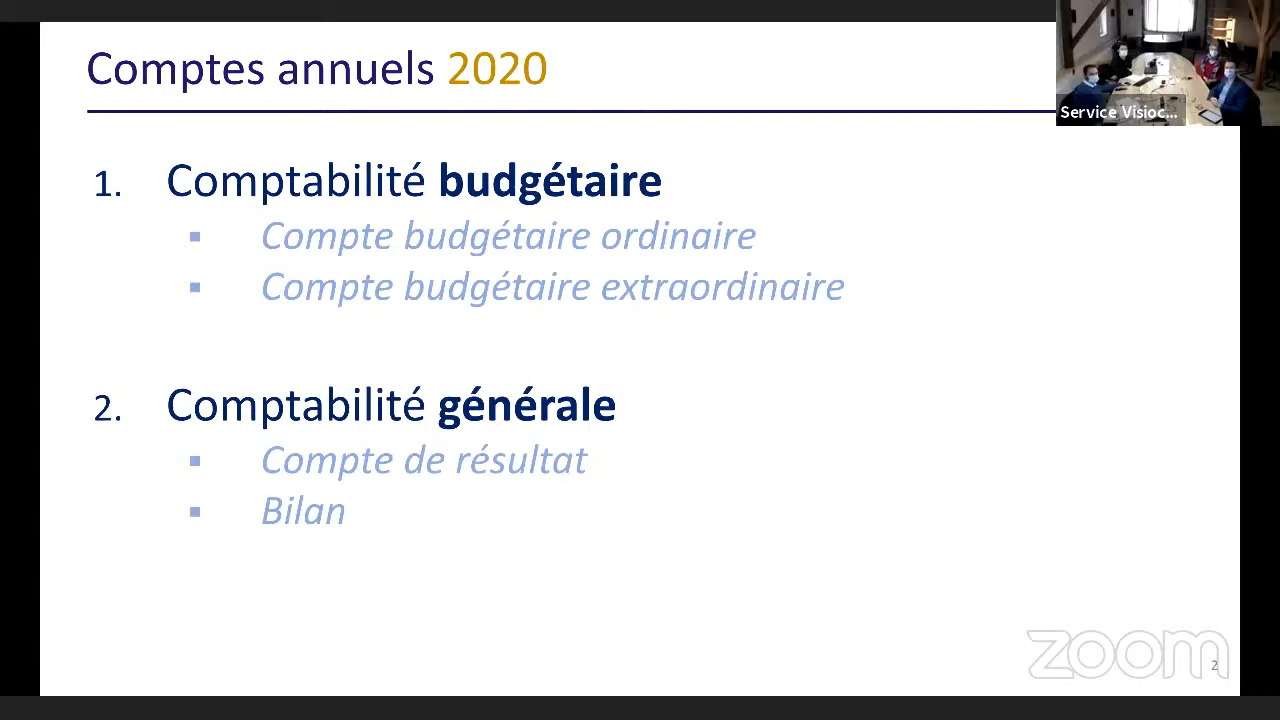 Comptes annuels 2020
Service Visioc...
1. Comptabilité budgétaire
▪ Compte budgétaire ordinaire
▪ Compte budgétaire extraordinaire
2. Comptabilité générale
▪ Compte de résultat
▪ Bilan
zoom
2